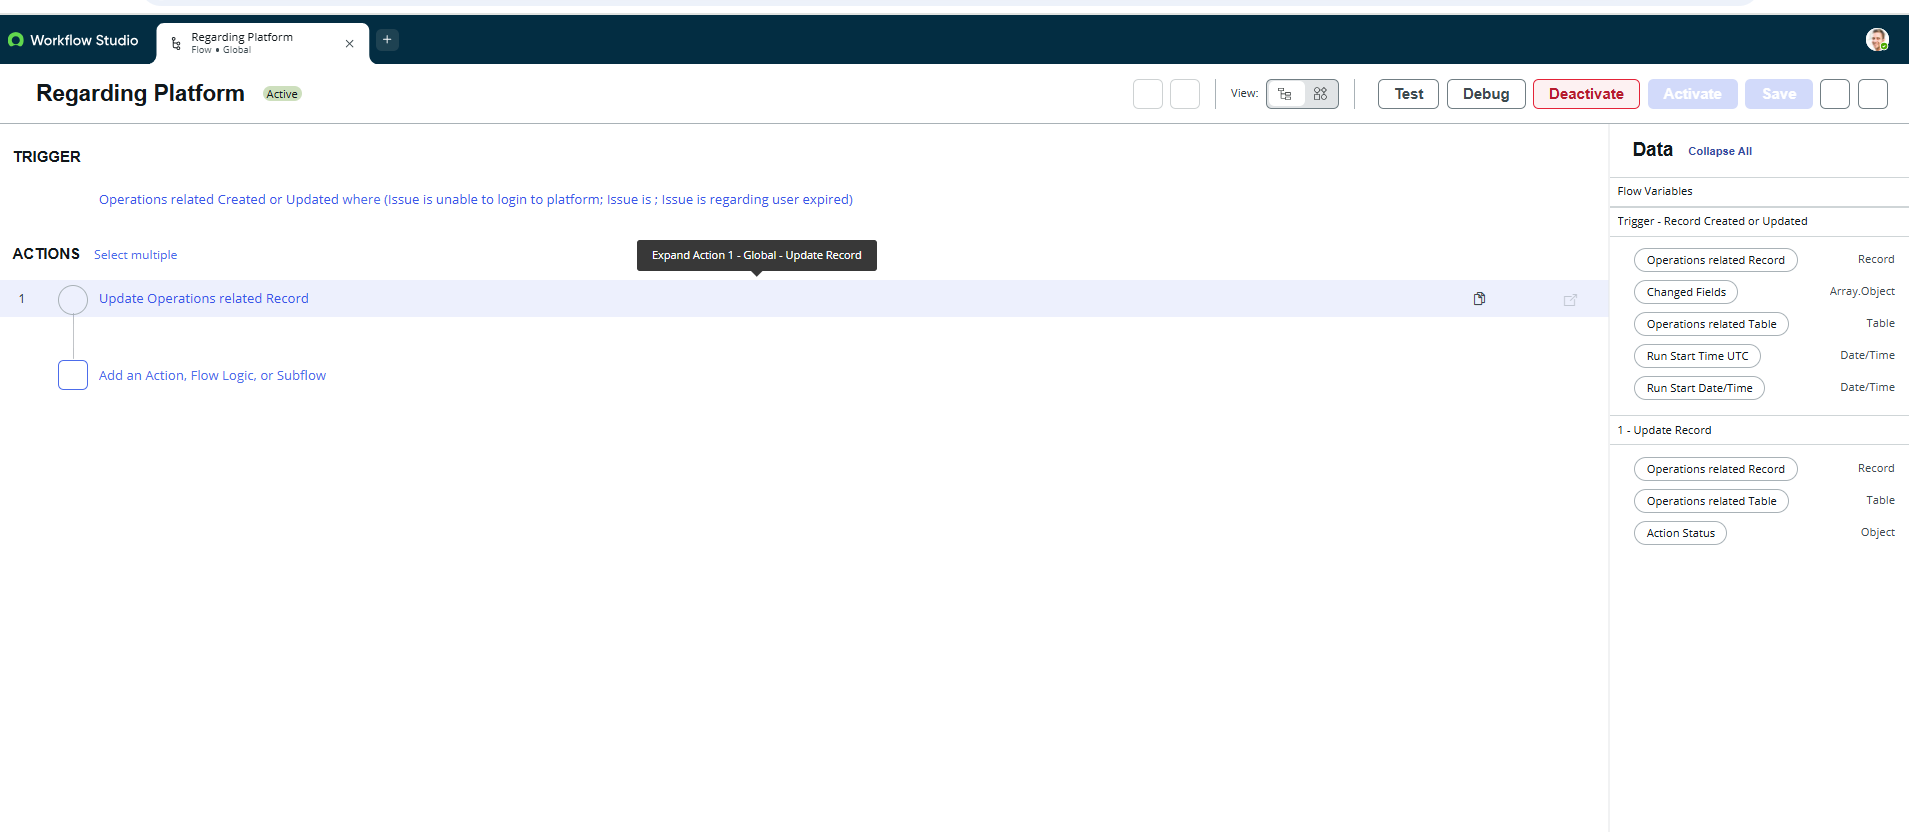 Workflow Studio
Regarding Platform
Flow • Global
Regarding Platform
Active
View:
Test
Debug
Deactivate
Activate
Save
TRIGGER
Operations related Created or Updated where (Issue is unable to login to platform; Issue is ; Issue is regarding user expired)
ACTIONS
Select multiple
Expand Action 1 - Global - Update Record
1
Update Operations related Record
Add an Action, Flow Logic, or Subflow
Data
Collapse All
Flow Variables
Trigger - Record Created or Updated
Operations related Record
Record
Changed Fields
Array.Object
Operations related Table
Table
Run Start Time UTC
Date/Time
Run Start Date/Time
Date/Time
1 - Update Record
Operations related Record
Record
Operations related Table
Table
Action Status
Object